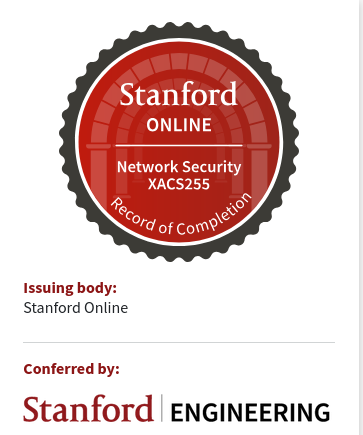 Stanford
ONLINE
Network Security
XACS255
Record of Completion
Issuing body:
Stanford Online
Conferred by:
Stanford ENGINEERING